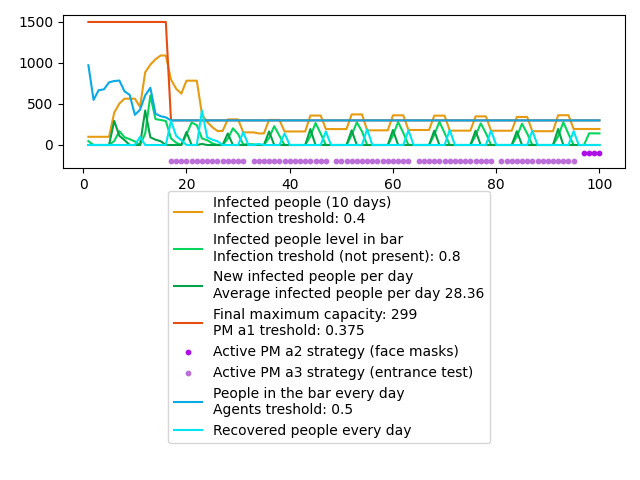 1500
1000
500
0
0
20
40
60
80
100
Infected people (10 days)
Infection treshold: 0.4
Infected people level in bar
Infection treshold (not present): 0.8
New infected people per day
Average infected people per day 28.36
Final maximum capacity: 299
PM a1 treshold: 0.375
Active PM a2 strategy (face masks)
Active PM a3 strategy (entrance test)
People in the bar every day
Agents treshold: 0.5
Recovered people every day